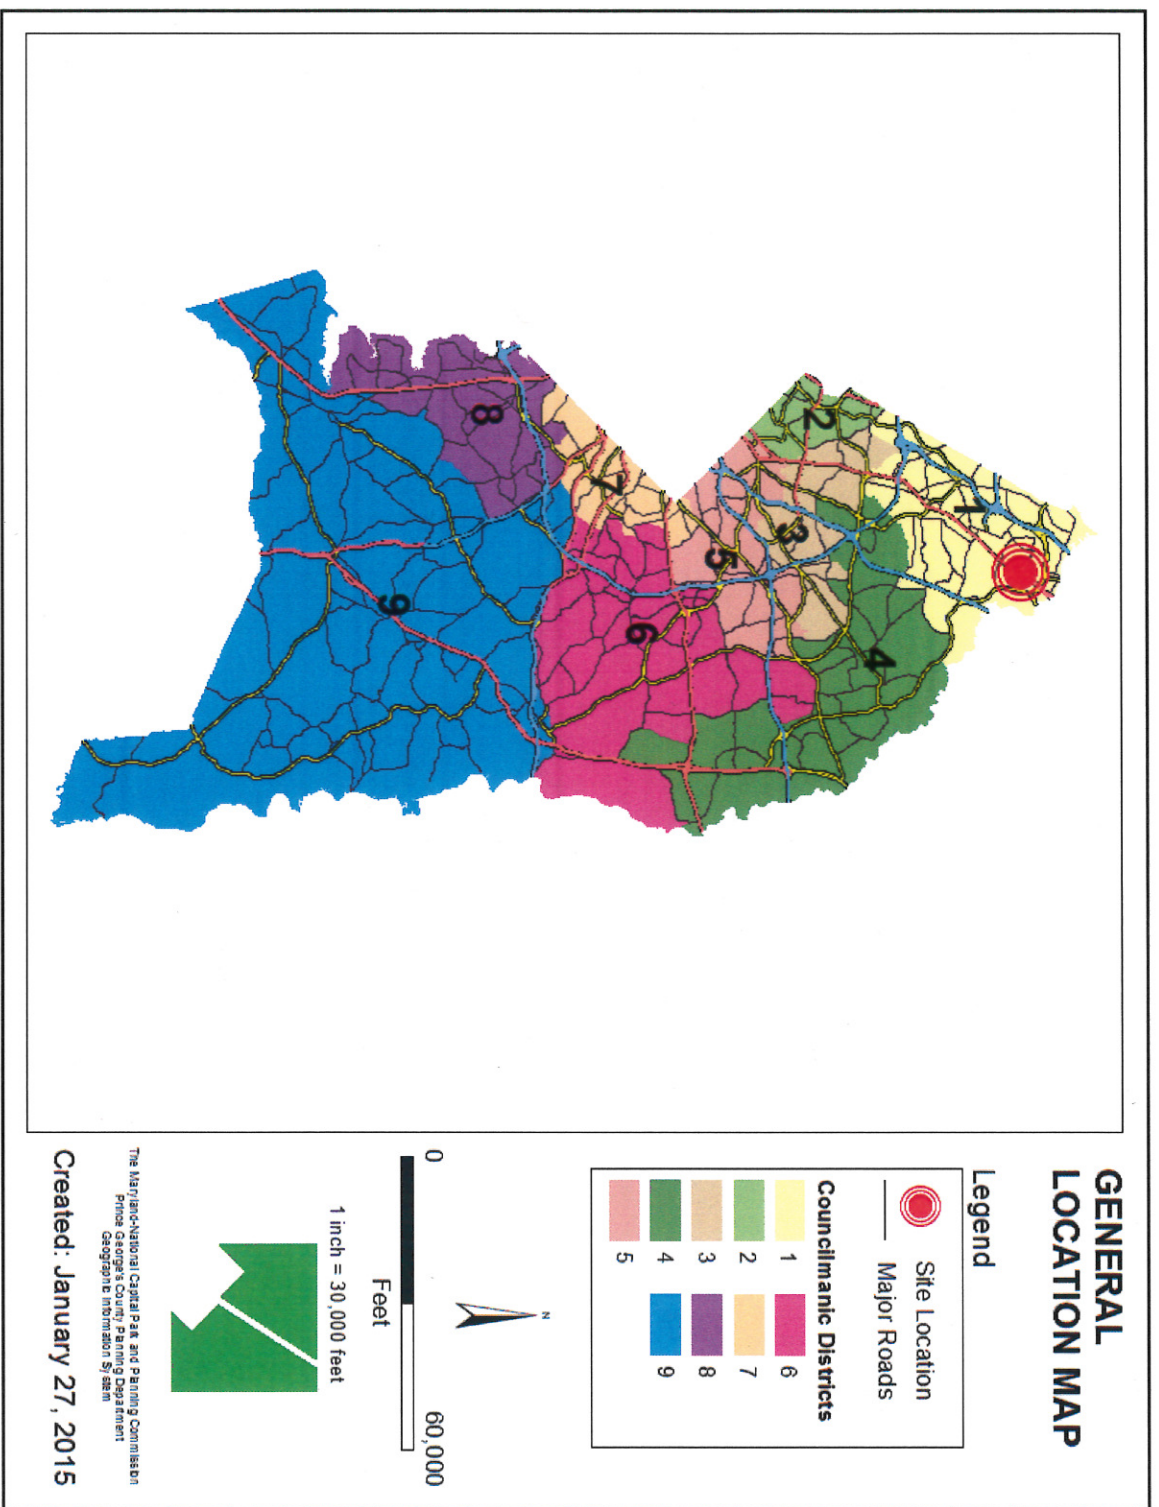 GENERAL
LOCATION MAP
Legend
Site Location
Major Roads
Councilmanic Districts
1
2
3
4
5
6
7
8
9
N
0
60,000
Feet
1 inch = 30,000 feet
The Maryland-National Capital Park and Planning Commission
Prince George's County Planning Department
Geographic Information System
Created: January 27, 2015
1
2
3
4
5
6
7
8
9